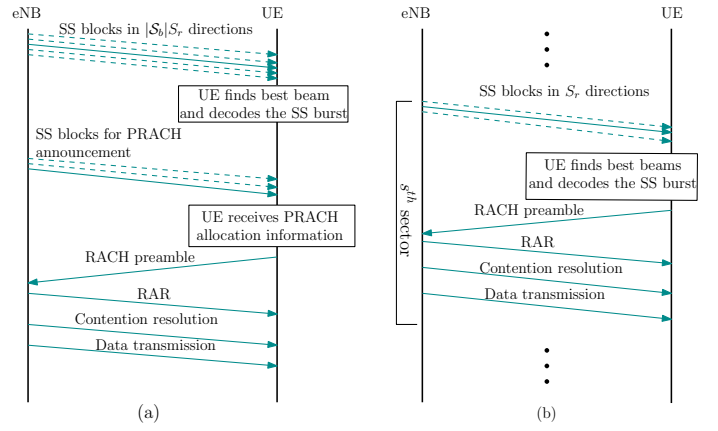 eNB
UE
SS blocks in |𝒮_b|S_r directions
UE finds best beam
and decodes the SS burst
SS blocks for PRACH
announcement
UE receives PRACH
allocation information
RACH preamble
RAR
Contention resolution
Data transmission
(a)
eNB
UE
SS blocks in S_r directions
s^{th} sector
UE finds best beams
and decodes the SS burst
RACH preamble
RAR
Contention resolution
Data transmission
(b)